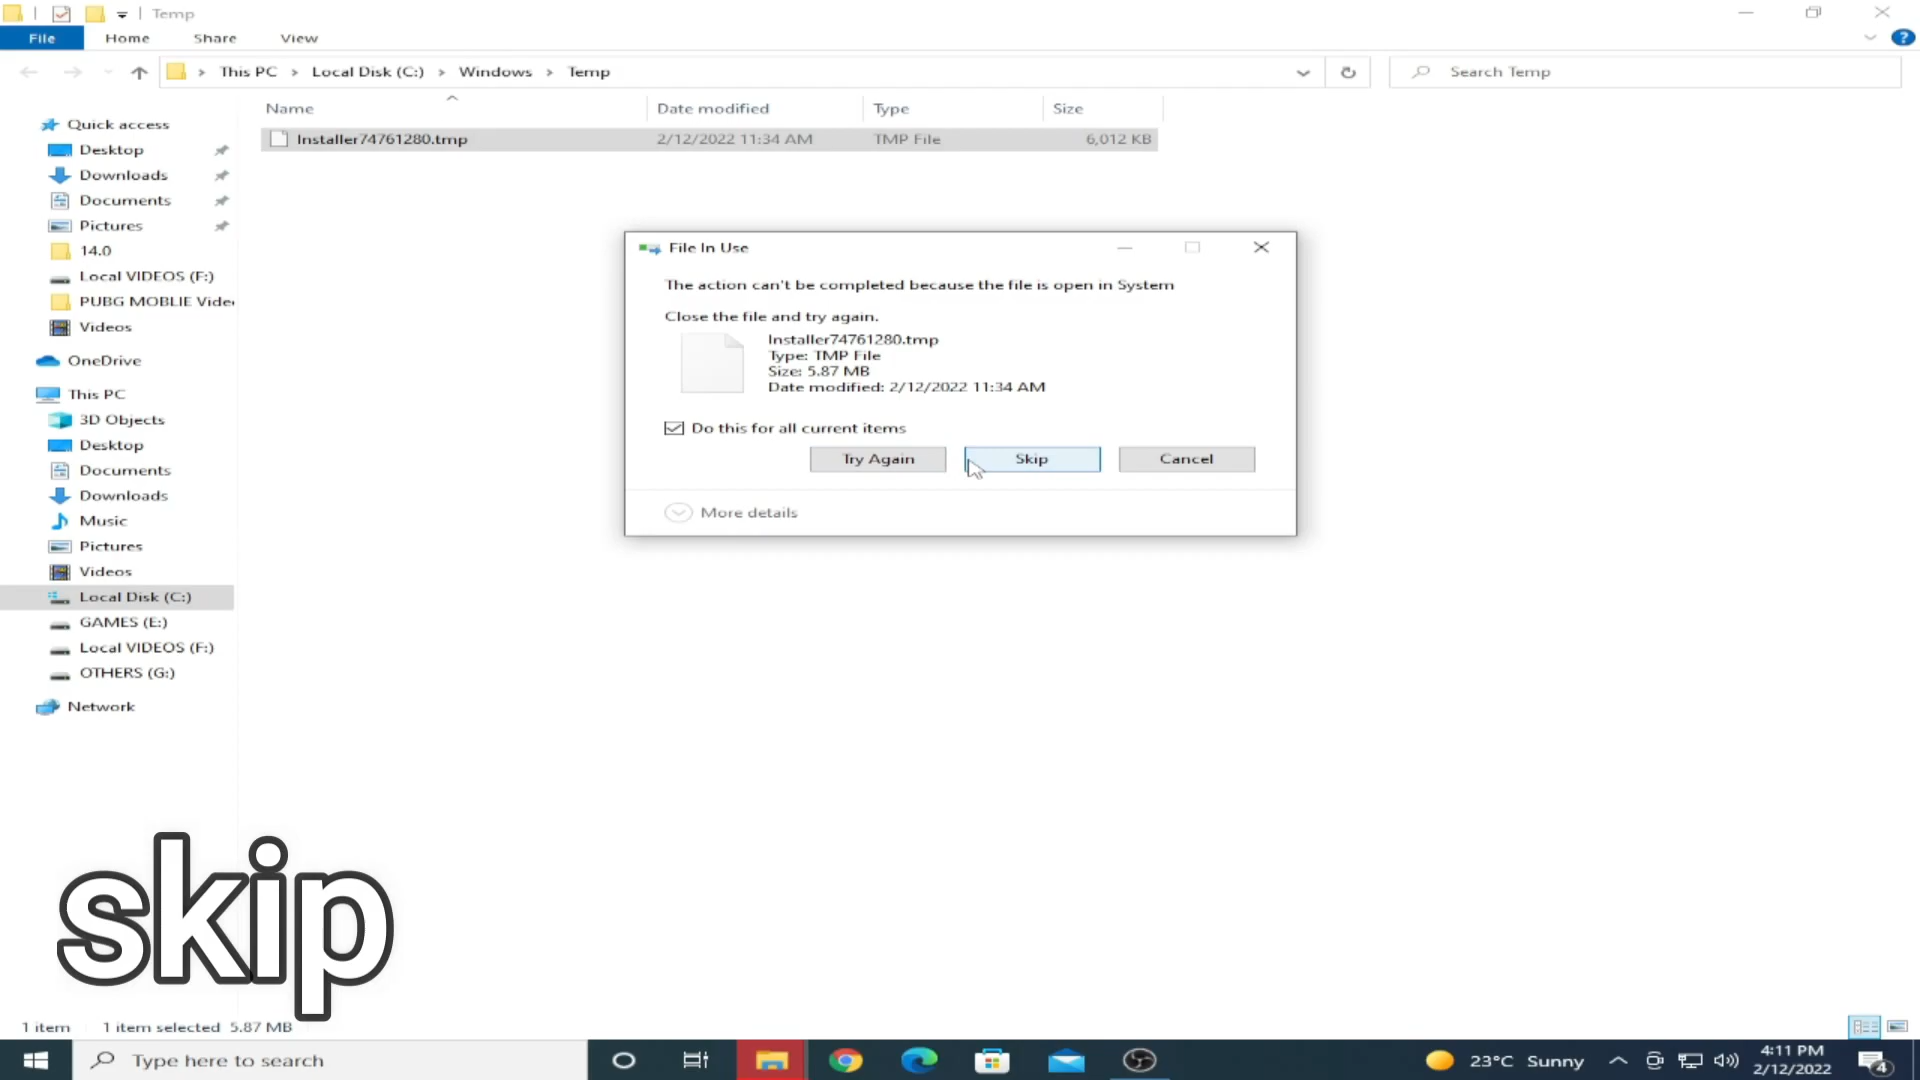 Temp
File Home Share View
This PC Local Disk (C:) Windows Temp Search Temp
Name Date modified Type Size
Installer74761280.tmp 2/12/2022 11:34 AM TMP File 6,012 KB
Quick access
Desktop
Downloads
Documents
Pictures
14.0
Local VIDEOS (F:)
PUBG MOBLIE Vide
Videos
OneDrive
This PC
3D Objects
Desktop
Documents
Downloads
Music
Pictures
Videos
Local Disk (C:)
GAMES (E:)
Local VIDEOS (F:)
OTHERS (G:)
Network
File In Use
The action can't be completed because the file is open in System
Close the file and try again.
Installer74761280.tmp
Type: TMP File
Size: 5.87 MB
Date modified: 2/12/2022 11:34 AM
Do this for all current items
Try Again Skip Cancel
More details
skip
1 item 1 item selected 5.87 MB
Type here to search
23°C Sunny
4:11 PM
2/12/2022
4